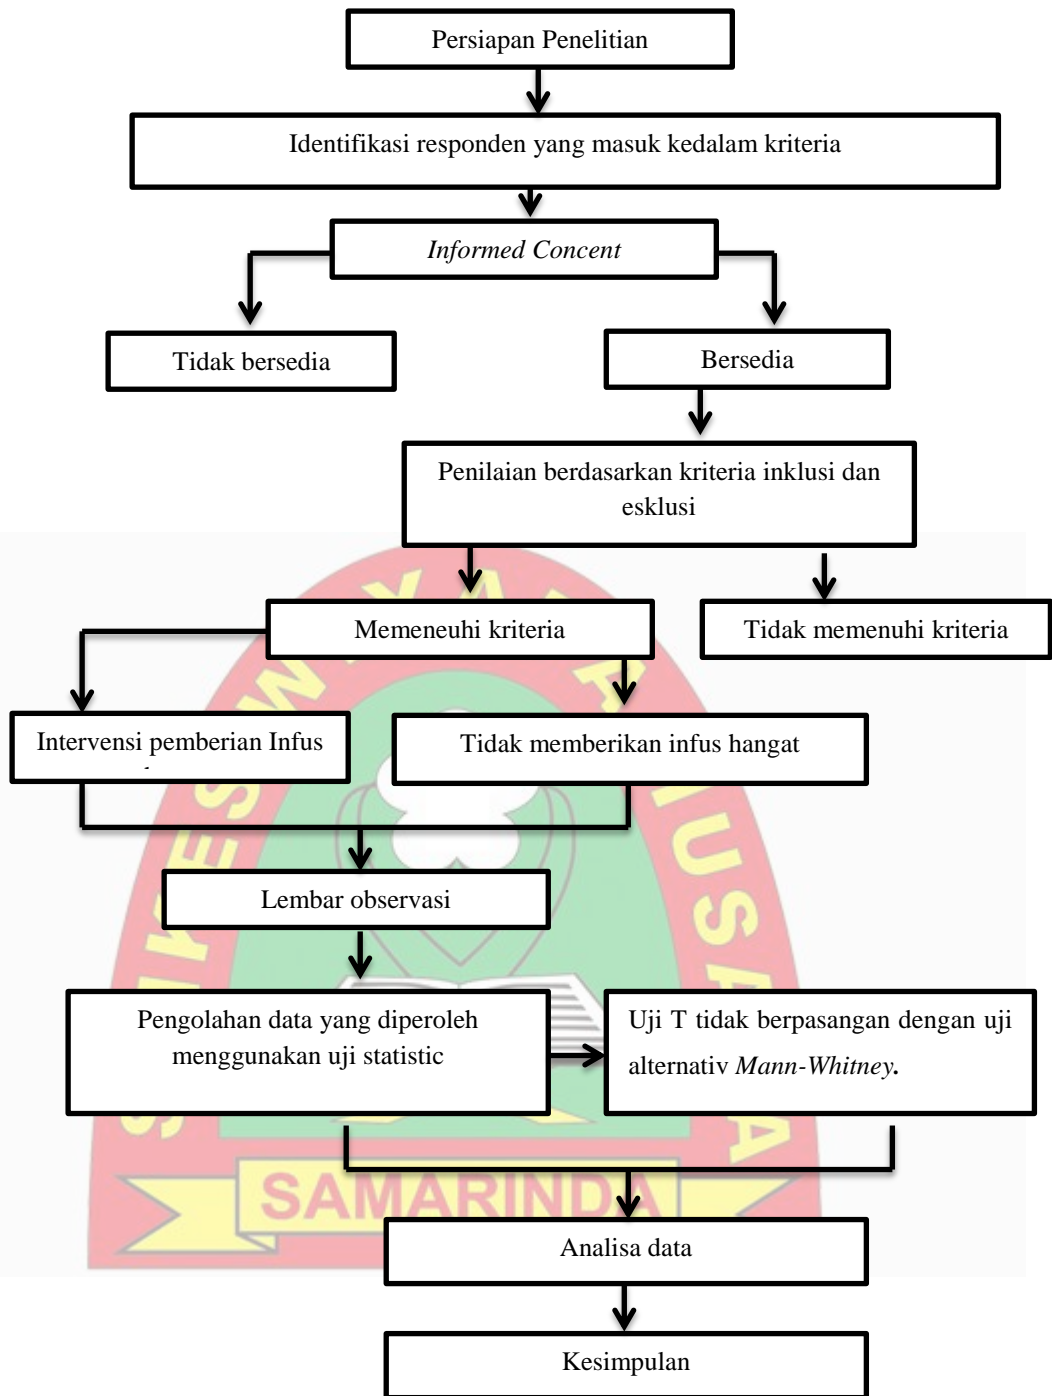 Persiapan Penelitian
Identifikasi responden yang masuk kedalam kriteria
Informed Concent
Tidak bersedia
Bersedia
Penilaian berdasarkan kriteria inklusi dan
esklusi
Memeneuhi kriteria
Tidak memenuhi kriteria
Intervensi pemberian Infus
Tidak memberikan infus hangat
Lembar observasi
Pengolahan data yang diperoleh
menggunakan uji statistic
Uji T tidak berpasangan dengan uji
alternativ Mann-Whitney.
SAMARINDA
Analisa data
Kesimpulan